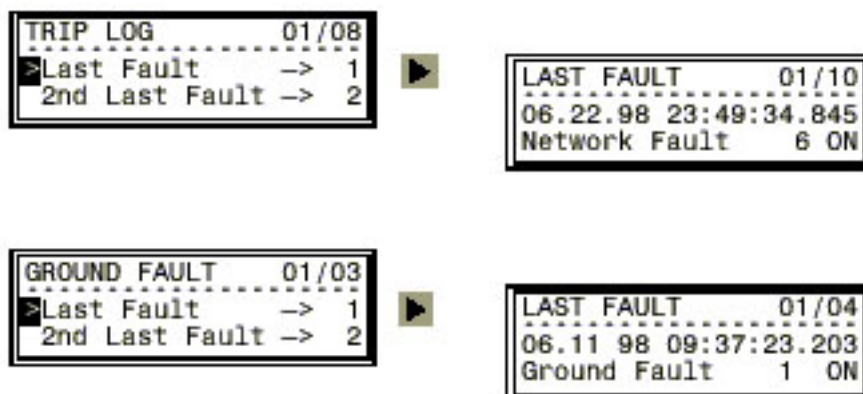 TRIP LOG 01/08
>Last Fault —> 1
2nd Last Fault —> 2
LAST FAULT 01/10
06.22.98 23:49:34.845
Network Fault 6 ON
GROUND FAULT 01/03
>Last Fault —> 1
2nd Last Fault —> 2
LAST FAULT 01/04
06.11 98 09:37:23.203
Ground Fault 1 ON